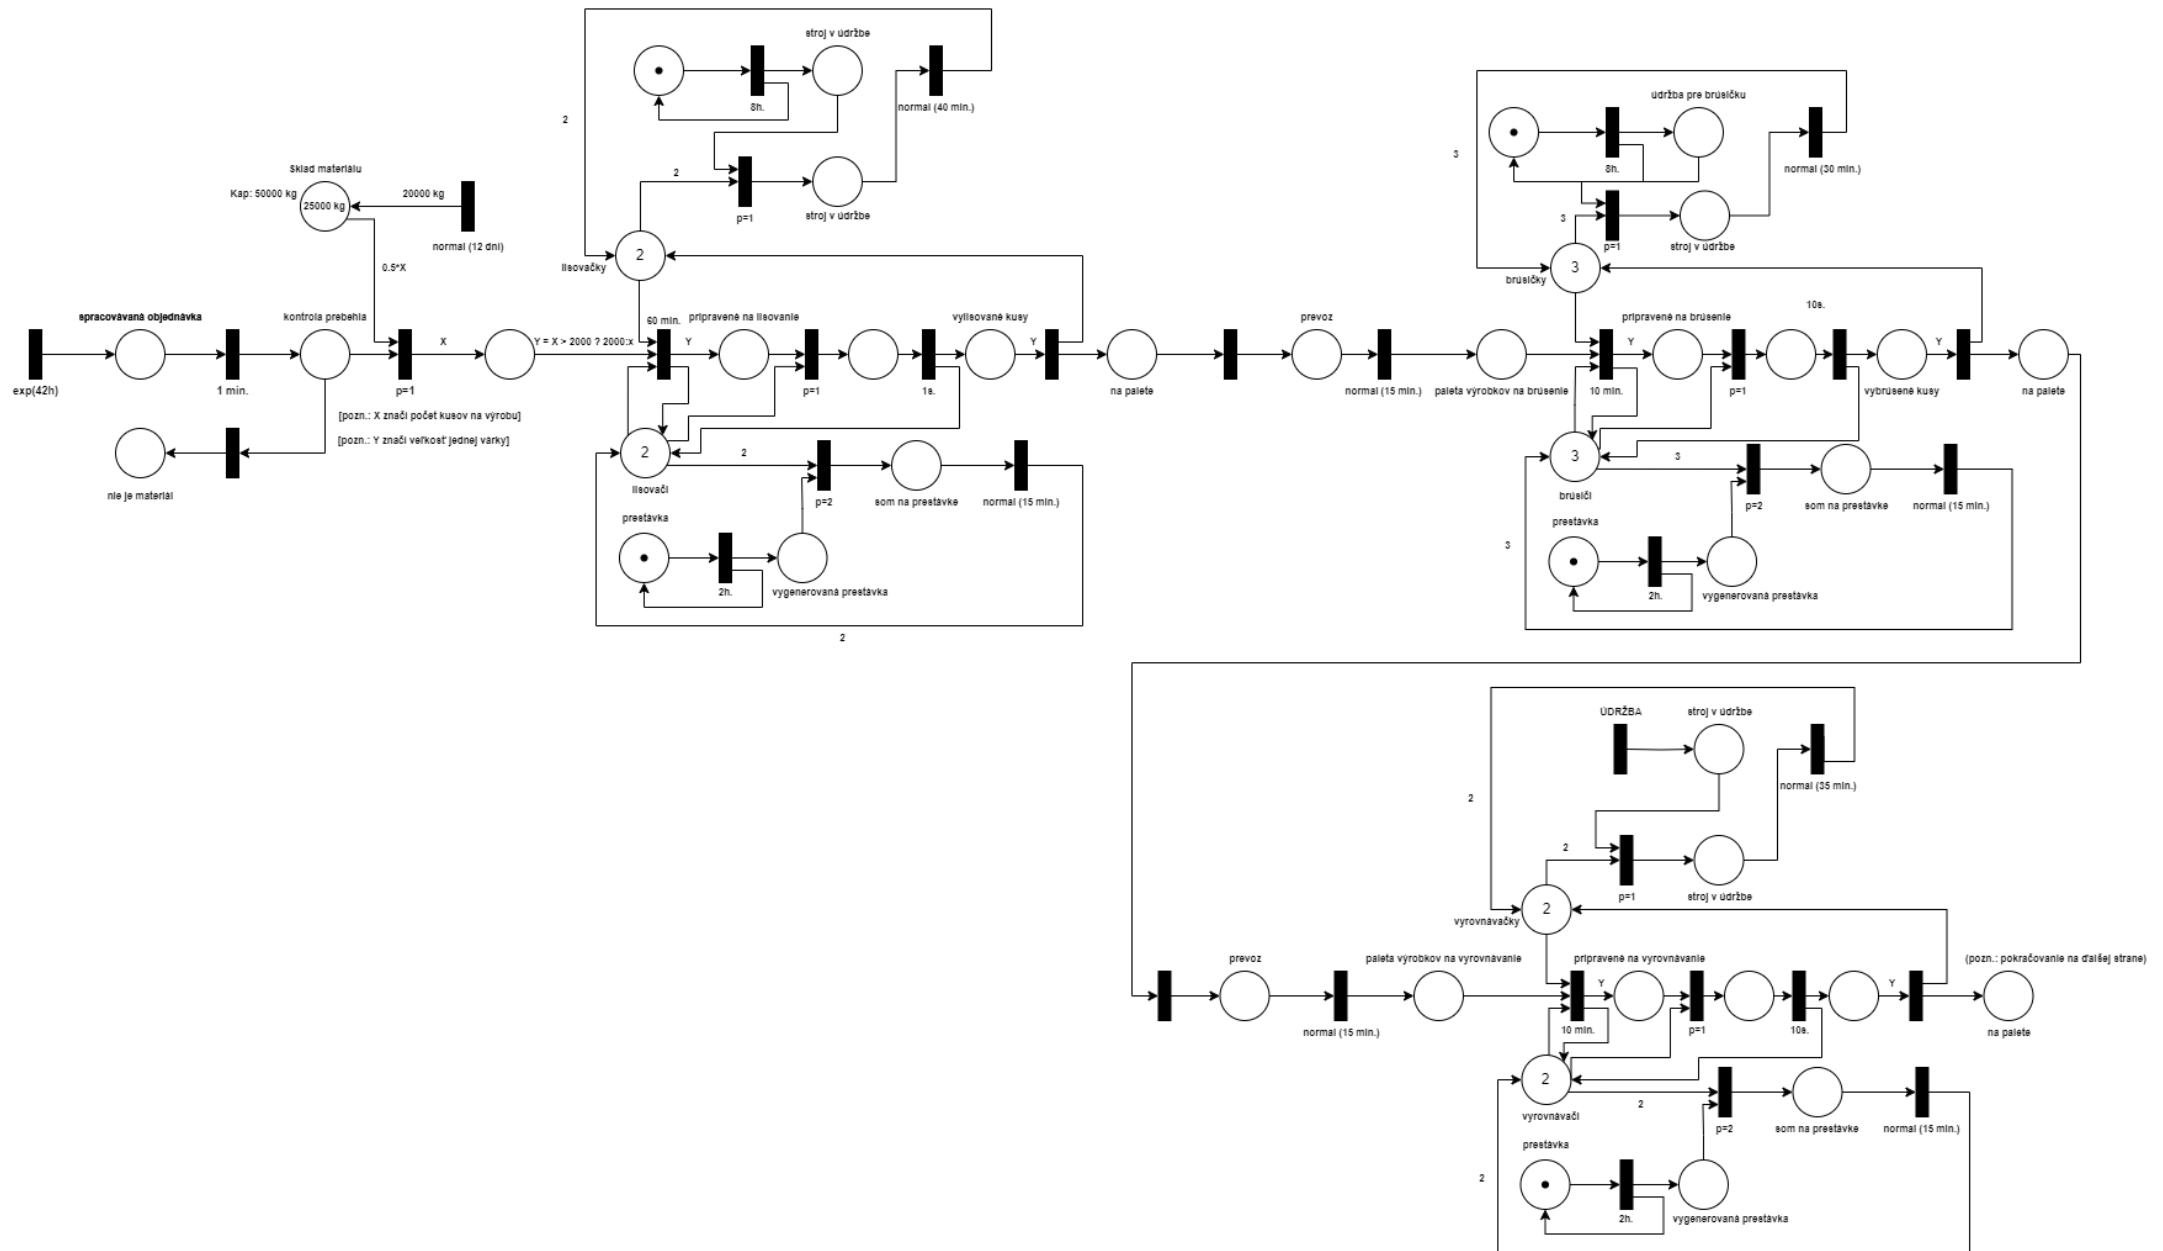 stroj v údržbe
8h.
normal (40 min.)
2
2
p=1
stroj v údržbe
Sklad materiálu
Kap: 50000 kg
25000 kg
20000 kg
normal (12 dni)
0.5*X
lisovačky
2
spracovávaná objednávka
kontrola prebehla
exp(42h)
1 min.
p=1
X
[pozn.: X značí počet kusov na výrobu]
[pozn.: Y značí veľkosť jednej várky]
nie je materiál
Y = X > 2000 ? 2000:x
60 min.
pripravené na lisovanie
Y
p=1
1s.
vylisované kusy
Y
na palete
prevoz
normal (15 min.)
paleta výrobkov na brúsenie
2
lisovači
2
p=2
som na prestávke
normal (15 min.)
prestávka
2h.
vygenerovaná prestávka
2
údržba pre brúsičku
8h.
normal (30 min.)
3
3
p=1
stroj v údržbe
brúsičky
3
10 min.
pripravené na brúsenie
Y
p=1
10s.
vybrúsené kusy
Y
na palete
3
brúsiči
3
p=2
som na prestávke
normal (15 min.)
prestávka
3
2h.
vygenerovaná prestávka
ÚDRŽBA
stroj v údržbe
normal (35 min.)
2
2
p=1
stroj v údržbe
vyrovnávačky
2
prevoz
normal (15 min.)
paleta výrobkov na vyrovnávanie
pripravené na vyrovnávanie
10 min.
Y
p=1
10s.
Y
(pozn.: pokračovanie na ďalšej strane)
na palete
2
vyrovnávači
2
p=2
som na prestávke
normal (15 min.)
prestávka
2
2h.
vygenerovaná prestávka